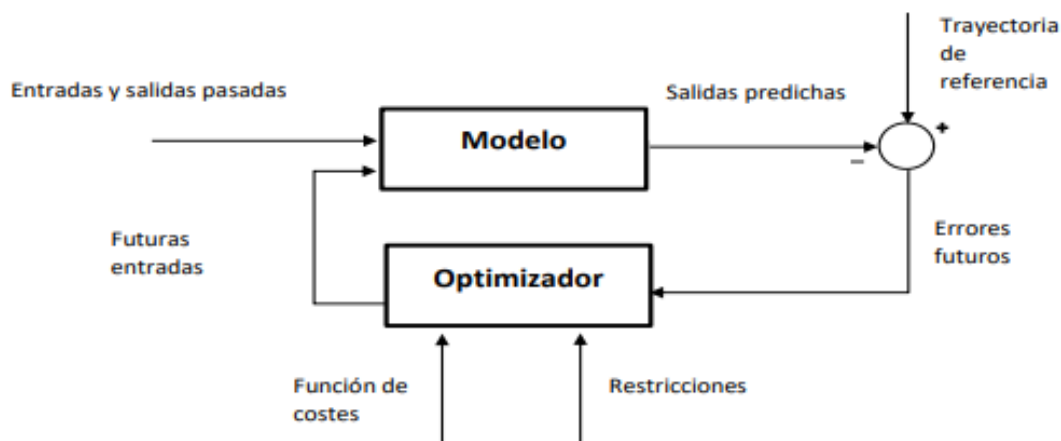 Trayectoria
de
referencia
Entradas y salidas pasadas
Salidas predichas
+
Modelo
–
Futuras
entradas
Errores
futuros
Optimizador
Función de
costes
Restricciones